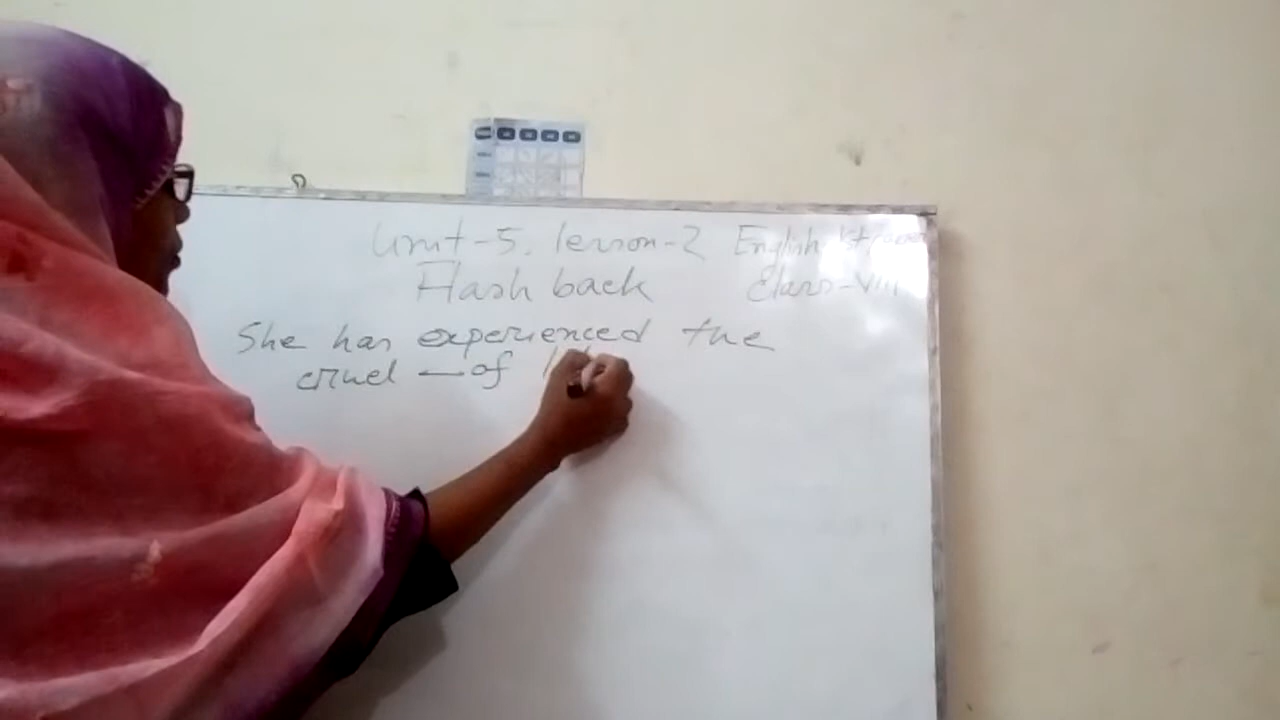 Unit-5, lesson-2 English 1st paper
Flash back Class-VIII
She has experienced the
cruel — of